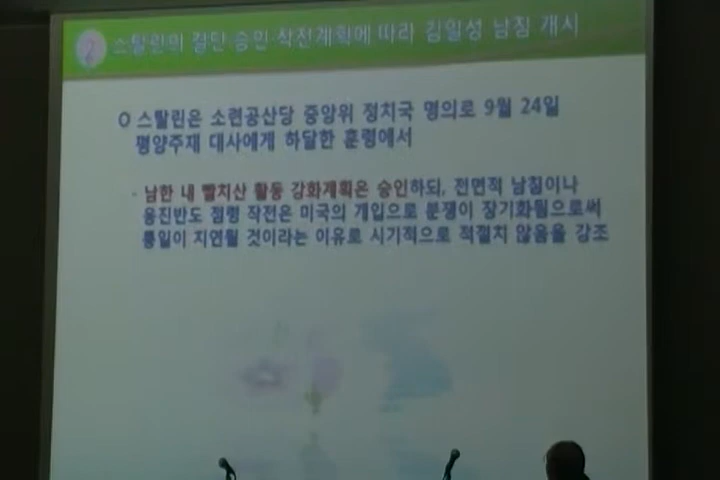 2 스탈린의 결단·승인·작전계획에 따라 김일성 남침 개시
O 스탈린은 소련공산당 중앙위 정치국 명의로 9월 24일
평양주재 대사에게 하달한 훈령에서
- 남한 내 빨치산 활동 강화계획은 승인하되, 전면적 남침이나
옹진반도 점령 작전은 미국의 개입으로 분쟁이 장기화됨으로써
통일이 지연될 것이라는 이유로 시기적으로 적절치 않음을 강조